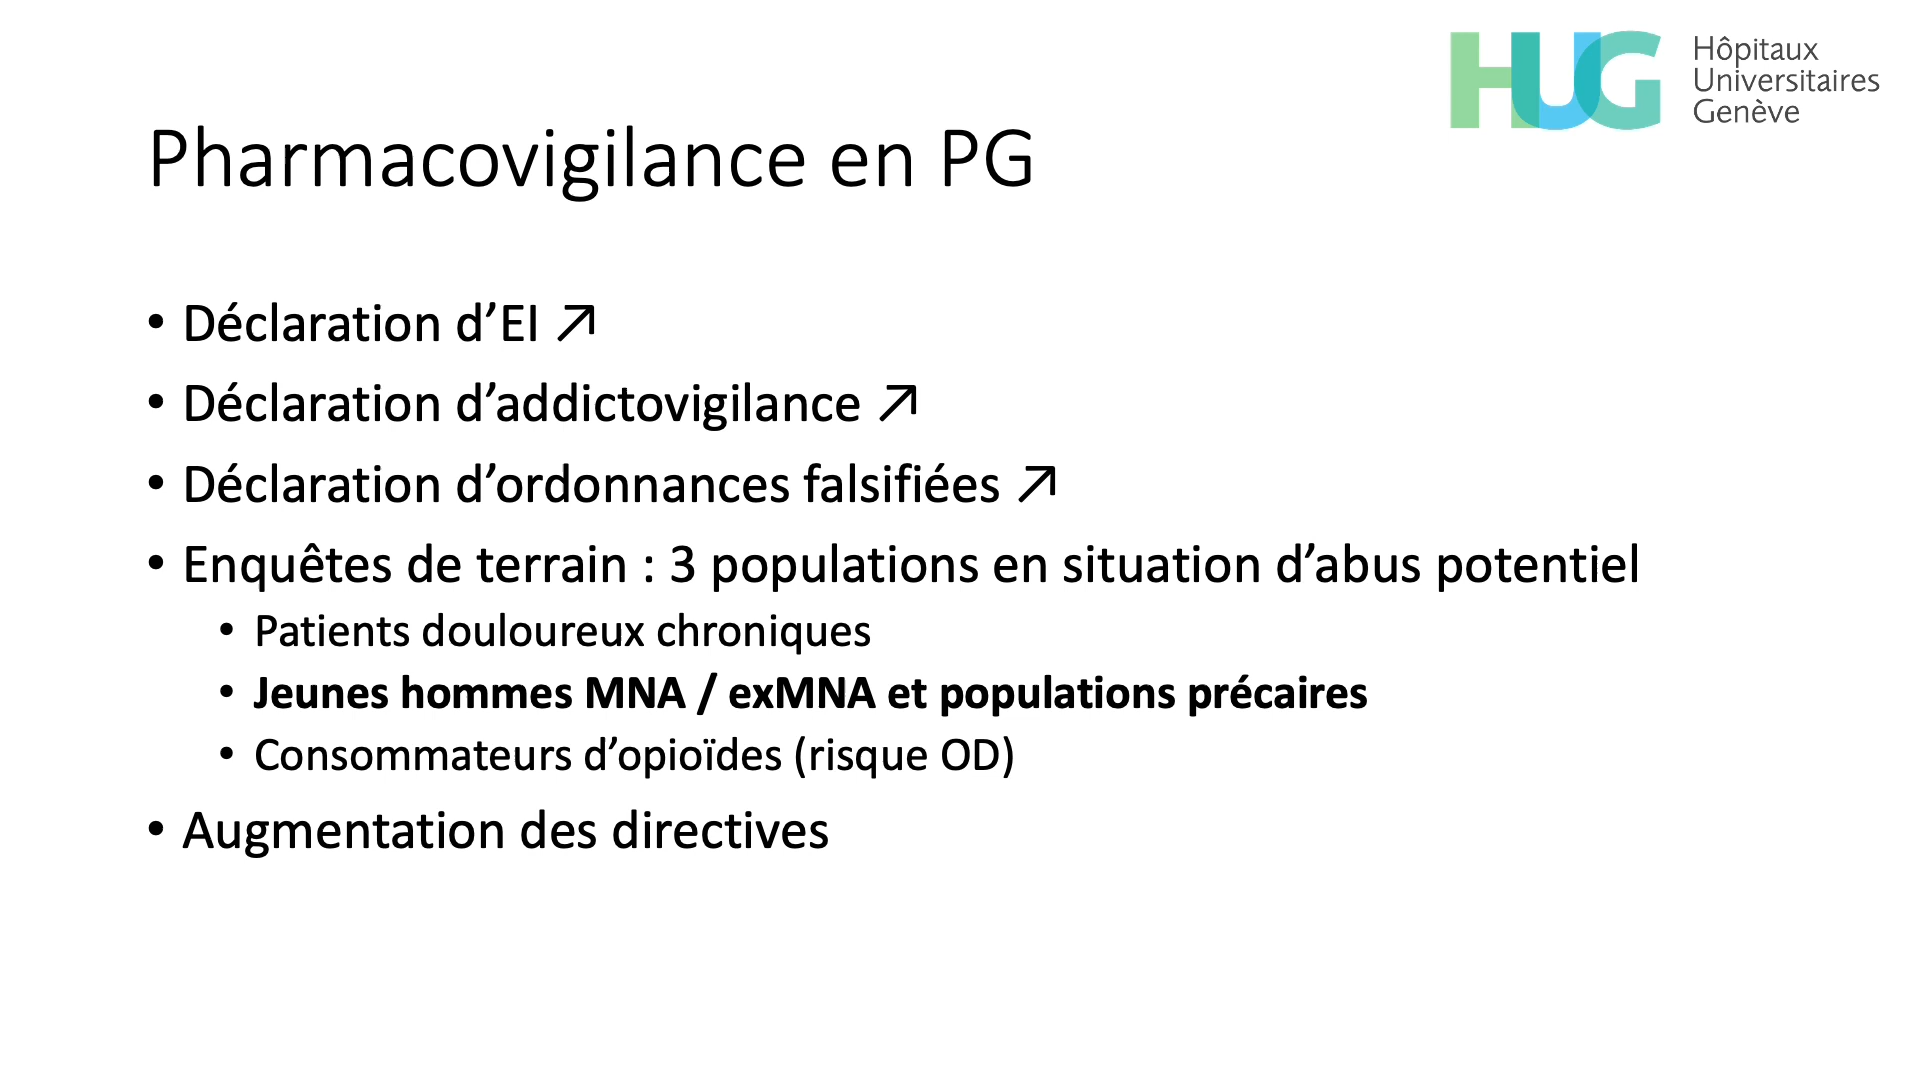 HUG
Hôpitaux
Universitaires
Genève
Pharmacovigilance en PG
• Déclaration d’EI ↗
• Déclaration d’addictovigilance ↗
• Déclaration d’ordonnances falsifiées ↗
• Enquêtes de terrain : 3 populations en situation d’abus potentiel
• Patients douloureux chroniques
• Jeunes hommes MNA / exMNA et populations précaires
• Consommateurs d’opioïdes (risque OD)
• Augmentation des directives